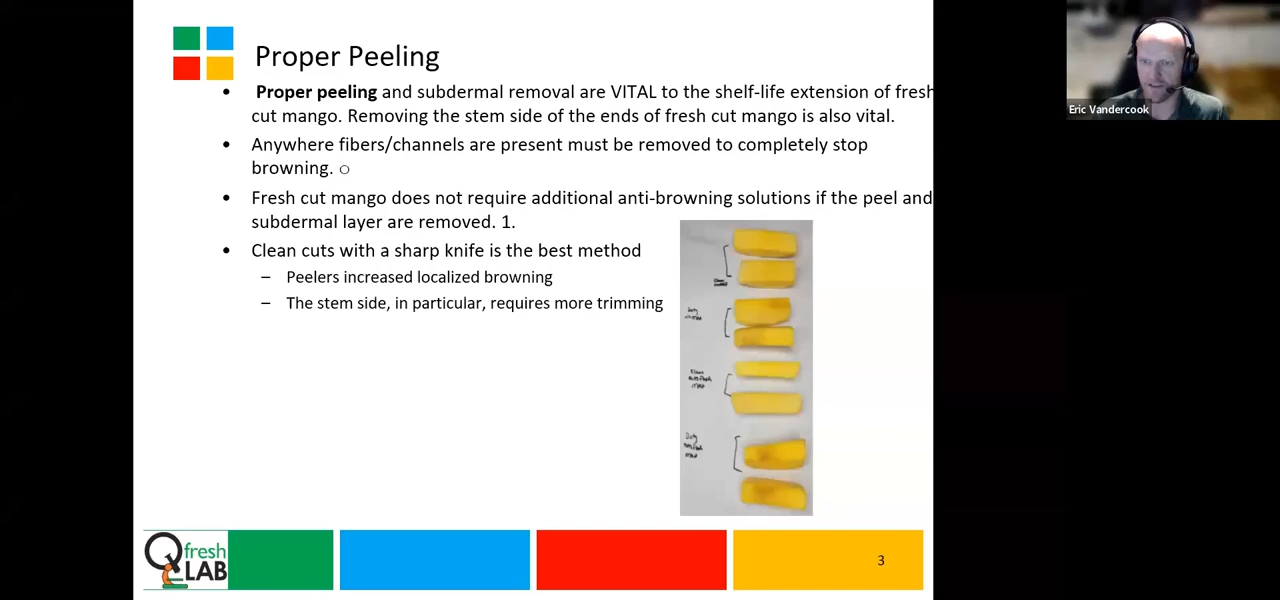 Proper Peeling
• Proper peeling and subdermal removal are VITAL to the shelf-life extension of fresh
cut mango. Removing the stem side of the ends of fresh cut mango is also vital.
• Anywhere fibers/channels are present must be removed to completely stop
browning. ○
• Fresh cut mango does not require additional anti-browning solutions if the peel and
subdermal layer are removed. 1.
• Clean cuts with a sharp knife is the best method
– Peelers increased localized browning
– The stem side, in particular, requires more trimming
Q fresh
LAB
3
Eric Vandercook